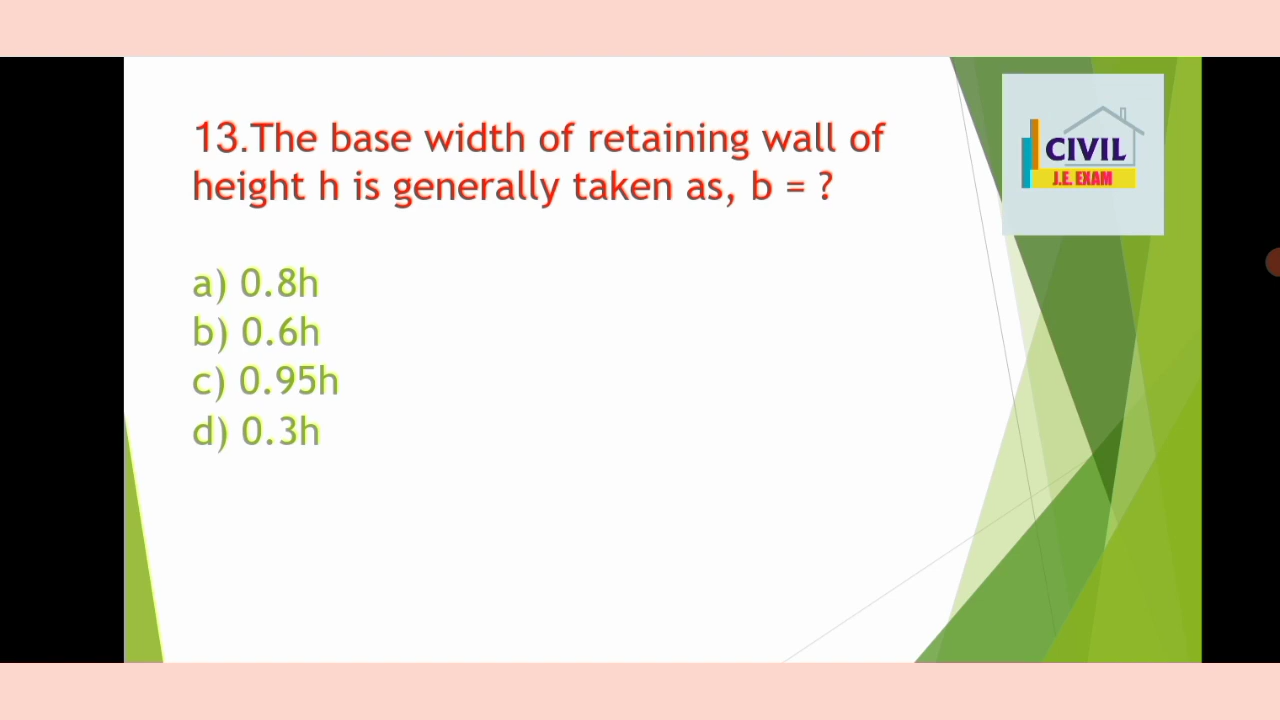 13.The base width of retaining wall of
height h is generally taken as, b = ?
a) 0.8h
b) 0.6h
c) 0.95h
d) 0.3h
CIVIL
J.E. EXAM